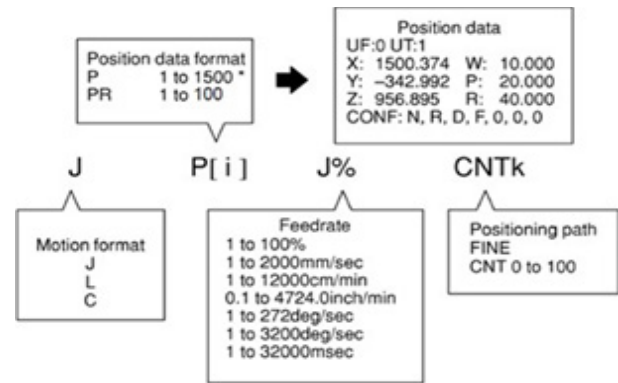 Position data format
P 1 to 1500 *
PR 1 to 100
Position data
UF:0 UT:1
X: 1500.374 W: 10.000
Y: –342.992 P: 20.000
Z: 956.895 R: 40.000
CONF: N, R, D, F, 0, 0, 0
J P[ i ] J% CNTk
Motion format
J
L
C
Feedrate
1 to 100%
1 to 2000mm/sec
1 to 12000cm/min
0.1 to 4724.0inch/min
1 to 272deg/sec
1 to 3200deg/sec
1 to 32000msec
Positioning path
FINE
CNT 0 to 100